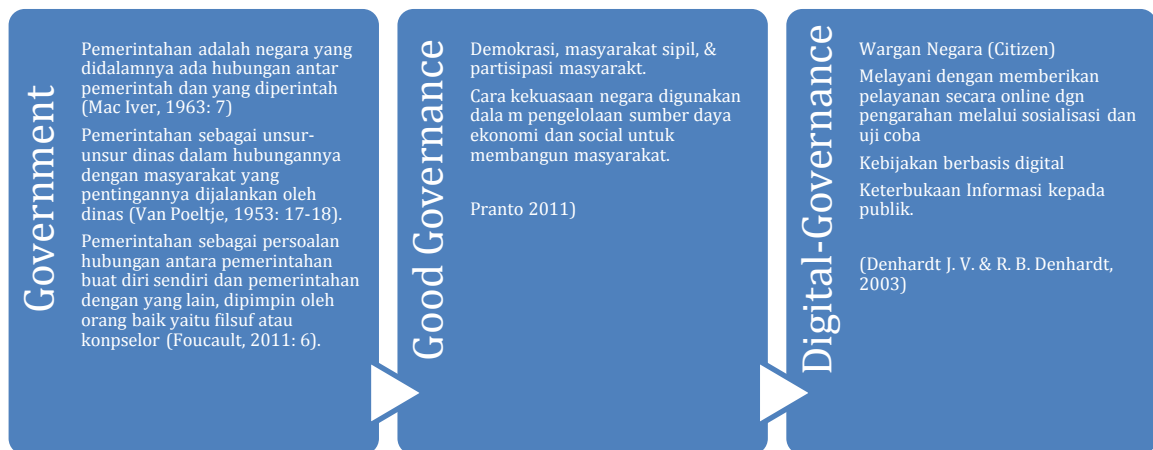 Government
Pemerintahan adalah negara yang
didalamnya ada hubungan antar
pemerintah dan yang diperintah
(Mac Iver, 1963: 7)
Pemerintahan sebagai unsur-
unsur dinas dalam hubungannya
dengan masyarakat yang
pentingannya dijalankan oleh
dinas (Van Poeltje, 1953: 17-18).
Pemerintahan sebagai persoalan
hubungan antara pemerintahan
buat diri sendiri dan pemerintahan
dengan yang lain, dipimpin oleh
orang baik yaitu filsuf atau
konpselor (Foucault, 2011: 6).
Good Governance
Demokrasi, masyarakat sipil, &
partisipasi masyarakt.
Cara kekuasaan negara digunakan
dala m pengelolaan sumber daya
ekonomi dan social untuk
membangun masyarakat.
Pranto 2011)
Digital-Governance
Wargan Negara (Citizen)
Melayani dengan memberikan
pelayanan secara online dgn
pengarahan melalui sosialisasi dan
uji coba
Kebijakan berbasis digital
Keterbukaan Informasi kepada
publik.
(Denhardt J. V. & R. B. Denhardt,
2003)